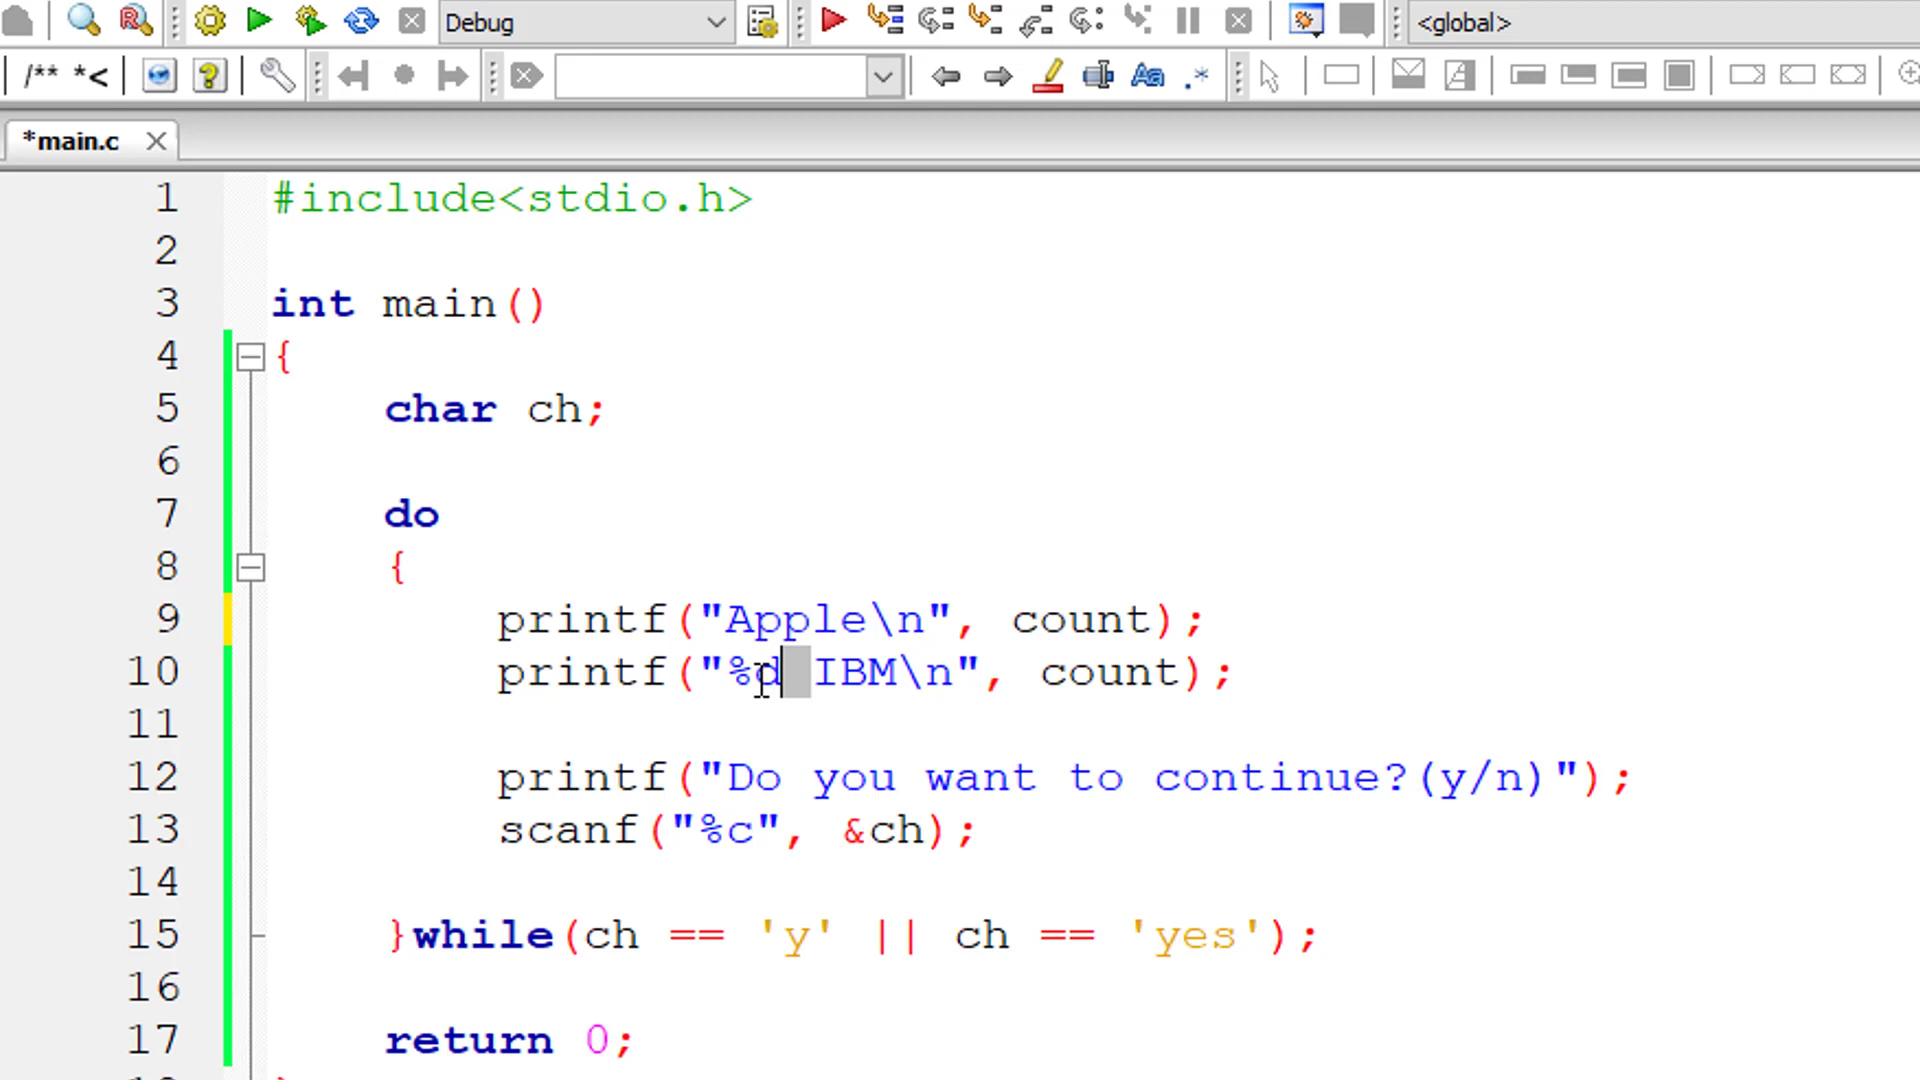 Debug
<global>
/** *<
Aa .*
*main.c
1 #include<stdio.h>
2
3 int main()
4 {
5 char ch;
6
7 do
8 {
9 printf("Apple\n", count);
10 printf("%d IBM\n", count);
11
12 printf("Do you want to continue?(y/n)");
13 scanf("%c", &ch);
14
15 }while(ch == 'y' || ch == 'yes');
16
17 return 0;